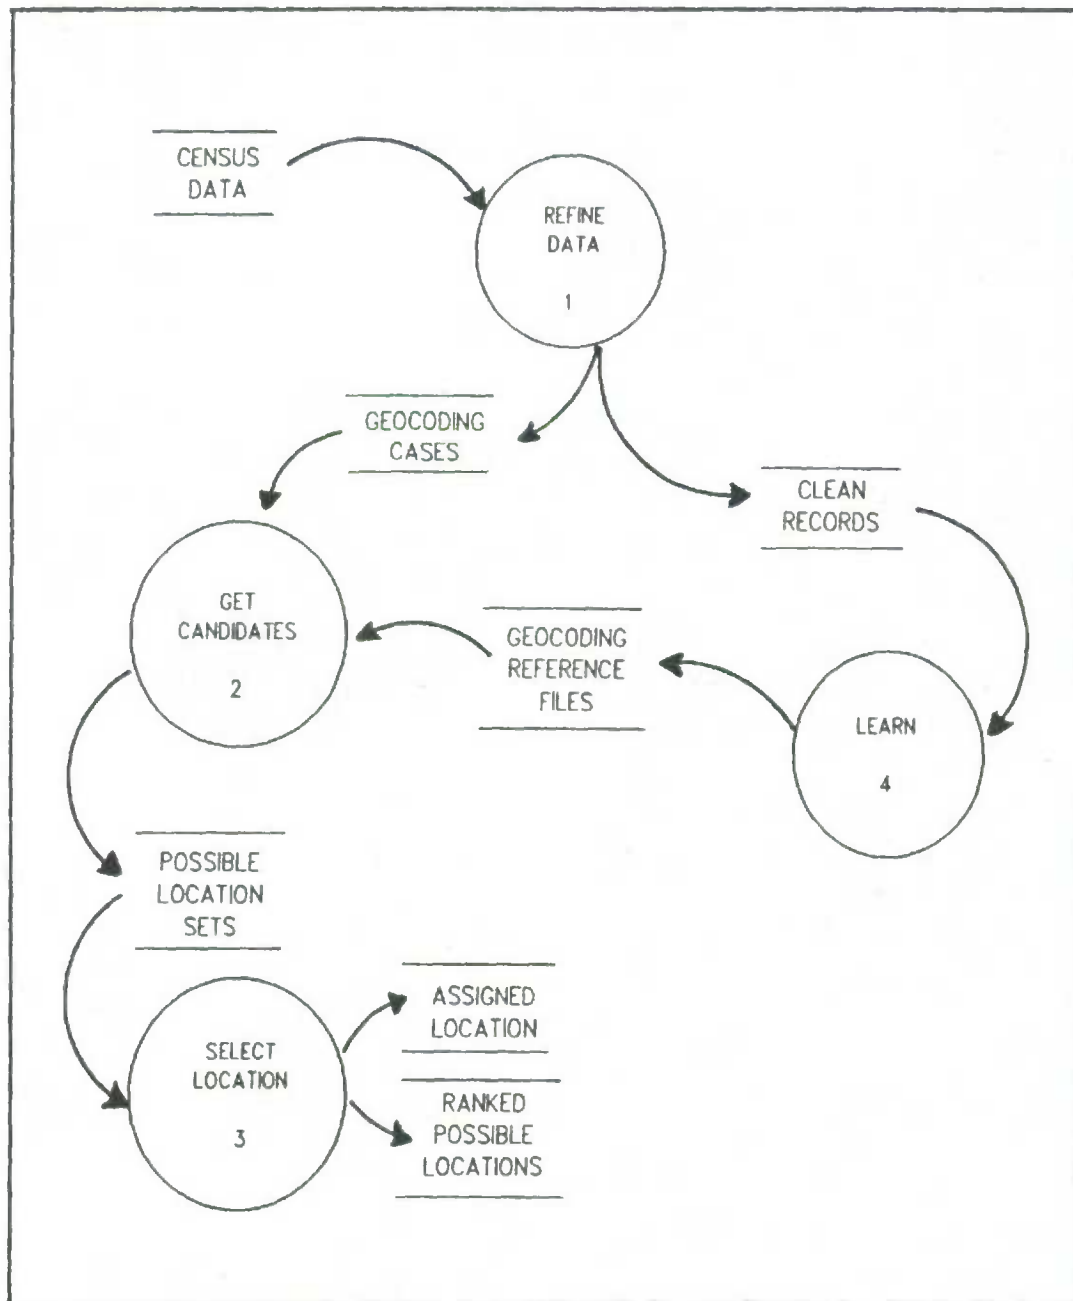 CENSUS
DATA
REFINE
DATA
1
GEOCODING
CASES
CLEAN
RECORDS
GET
CANDIDATES
2
GEOCODING
REFERENCE
FILES
LEARN
4
POSSIBLE
LOCATION
SETS
SELECT
LOCATION
3
ASSIGNED
LOCATION
RANKED
POSSIBLE
LOCATIONS